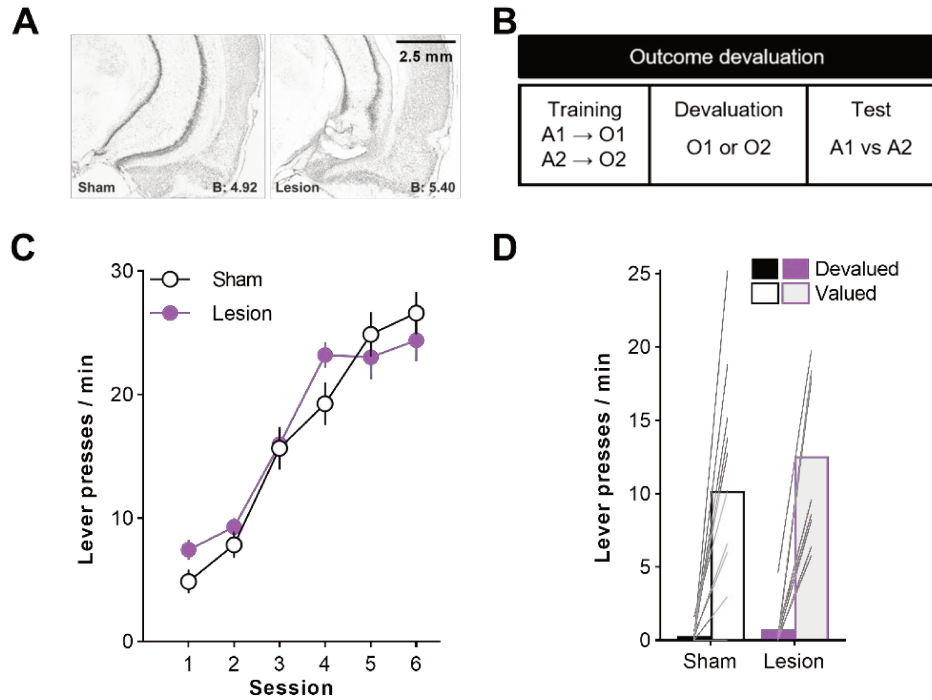 A
Sham
B: 4.92
2.5 mm
Lesion
B: 5.40
B
Outcome devaluation
Training
A1 → O1
A2 → O2
Devaluation
O1 or O2
Test
A1 vs A2
C
Sham
Lesion
Lever presses / min
30
20
10
0
1 2 3 4 5 6
Session
D
Devalued
Valued
Lever presses / min
25
20
15
10
5
0
Sham Lesion